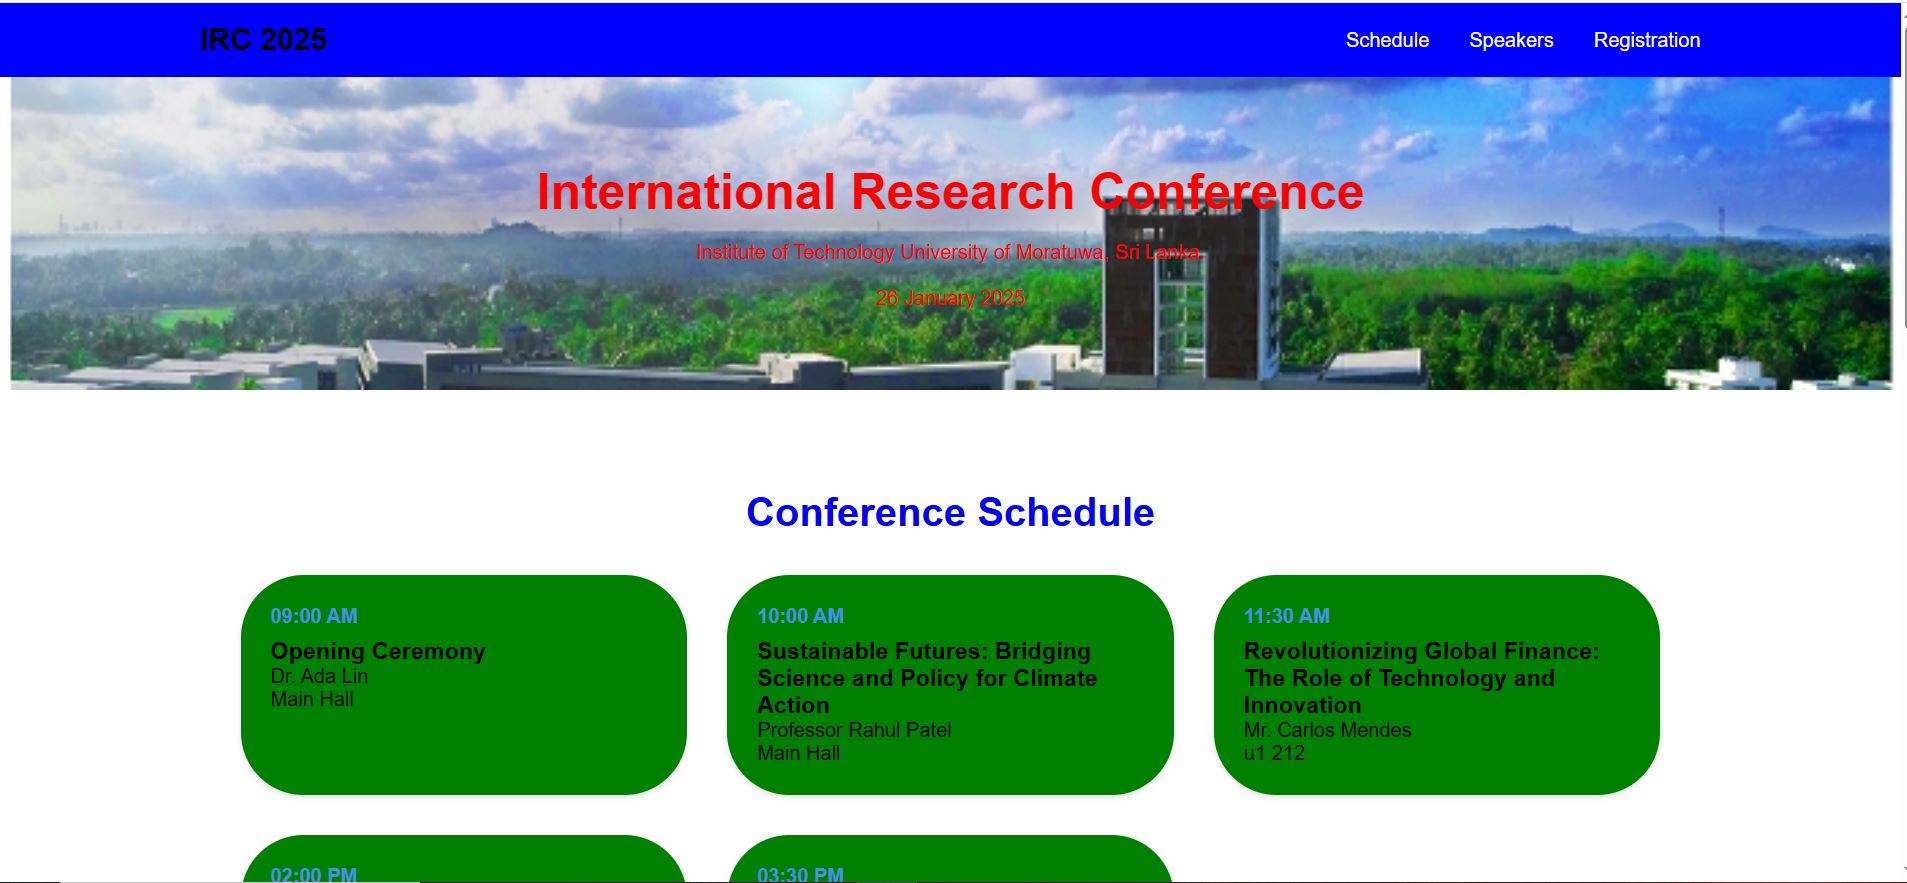 IRC 2025
Schedule Speakers Registration
International Research Conference
Institute of Technology University of Moratuwa, Sri Lanka
26 January 2025
Conference Schedule
09:00 AM
Opening Ceremony
Dr. Ada Lin
Main Hall
10:00 AM
Sustainable Futures: Bridging
Science and Policy for Climate
Action
Professor Rahul Patel
Main Hall
11:30 AM
Revolutionizing Global Finance:
The Role of Technology and
Innovation
Mr. Carlos Mendes
u1 212
02:00 PM
03:30 PM